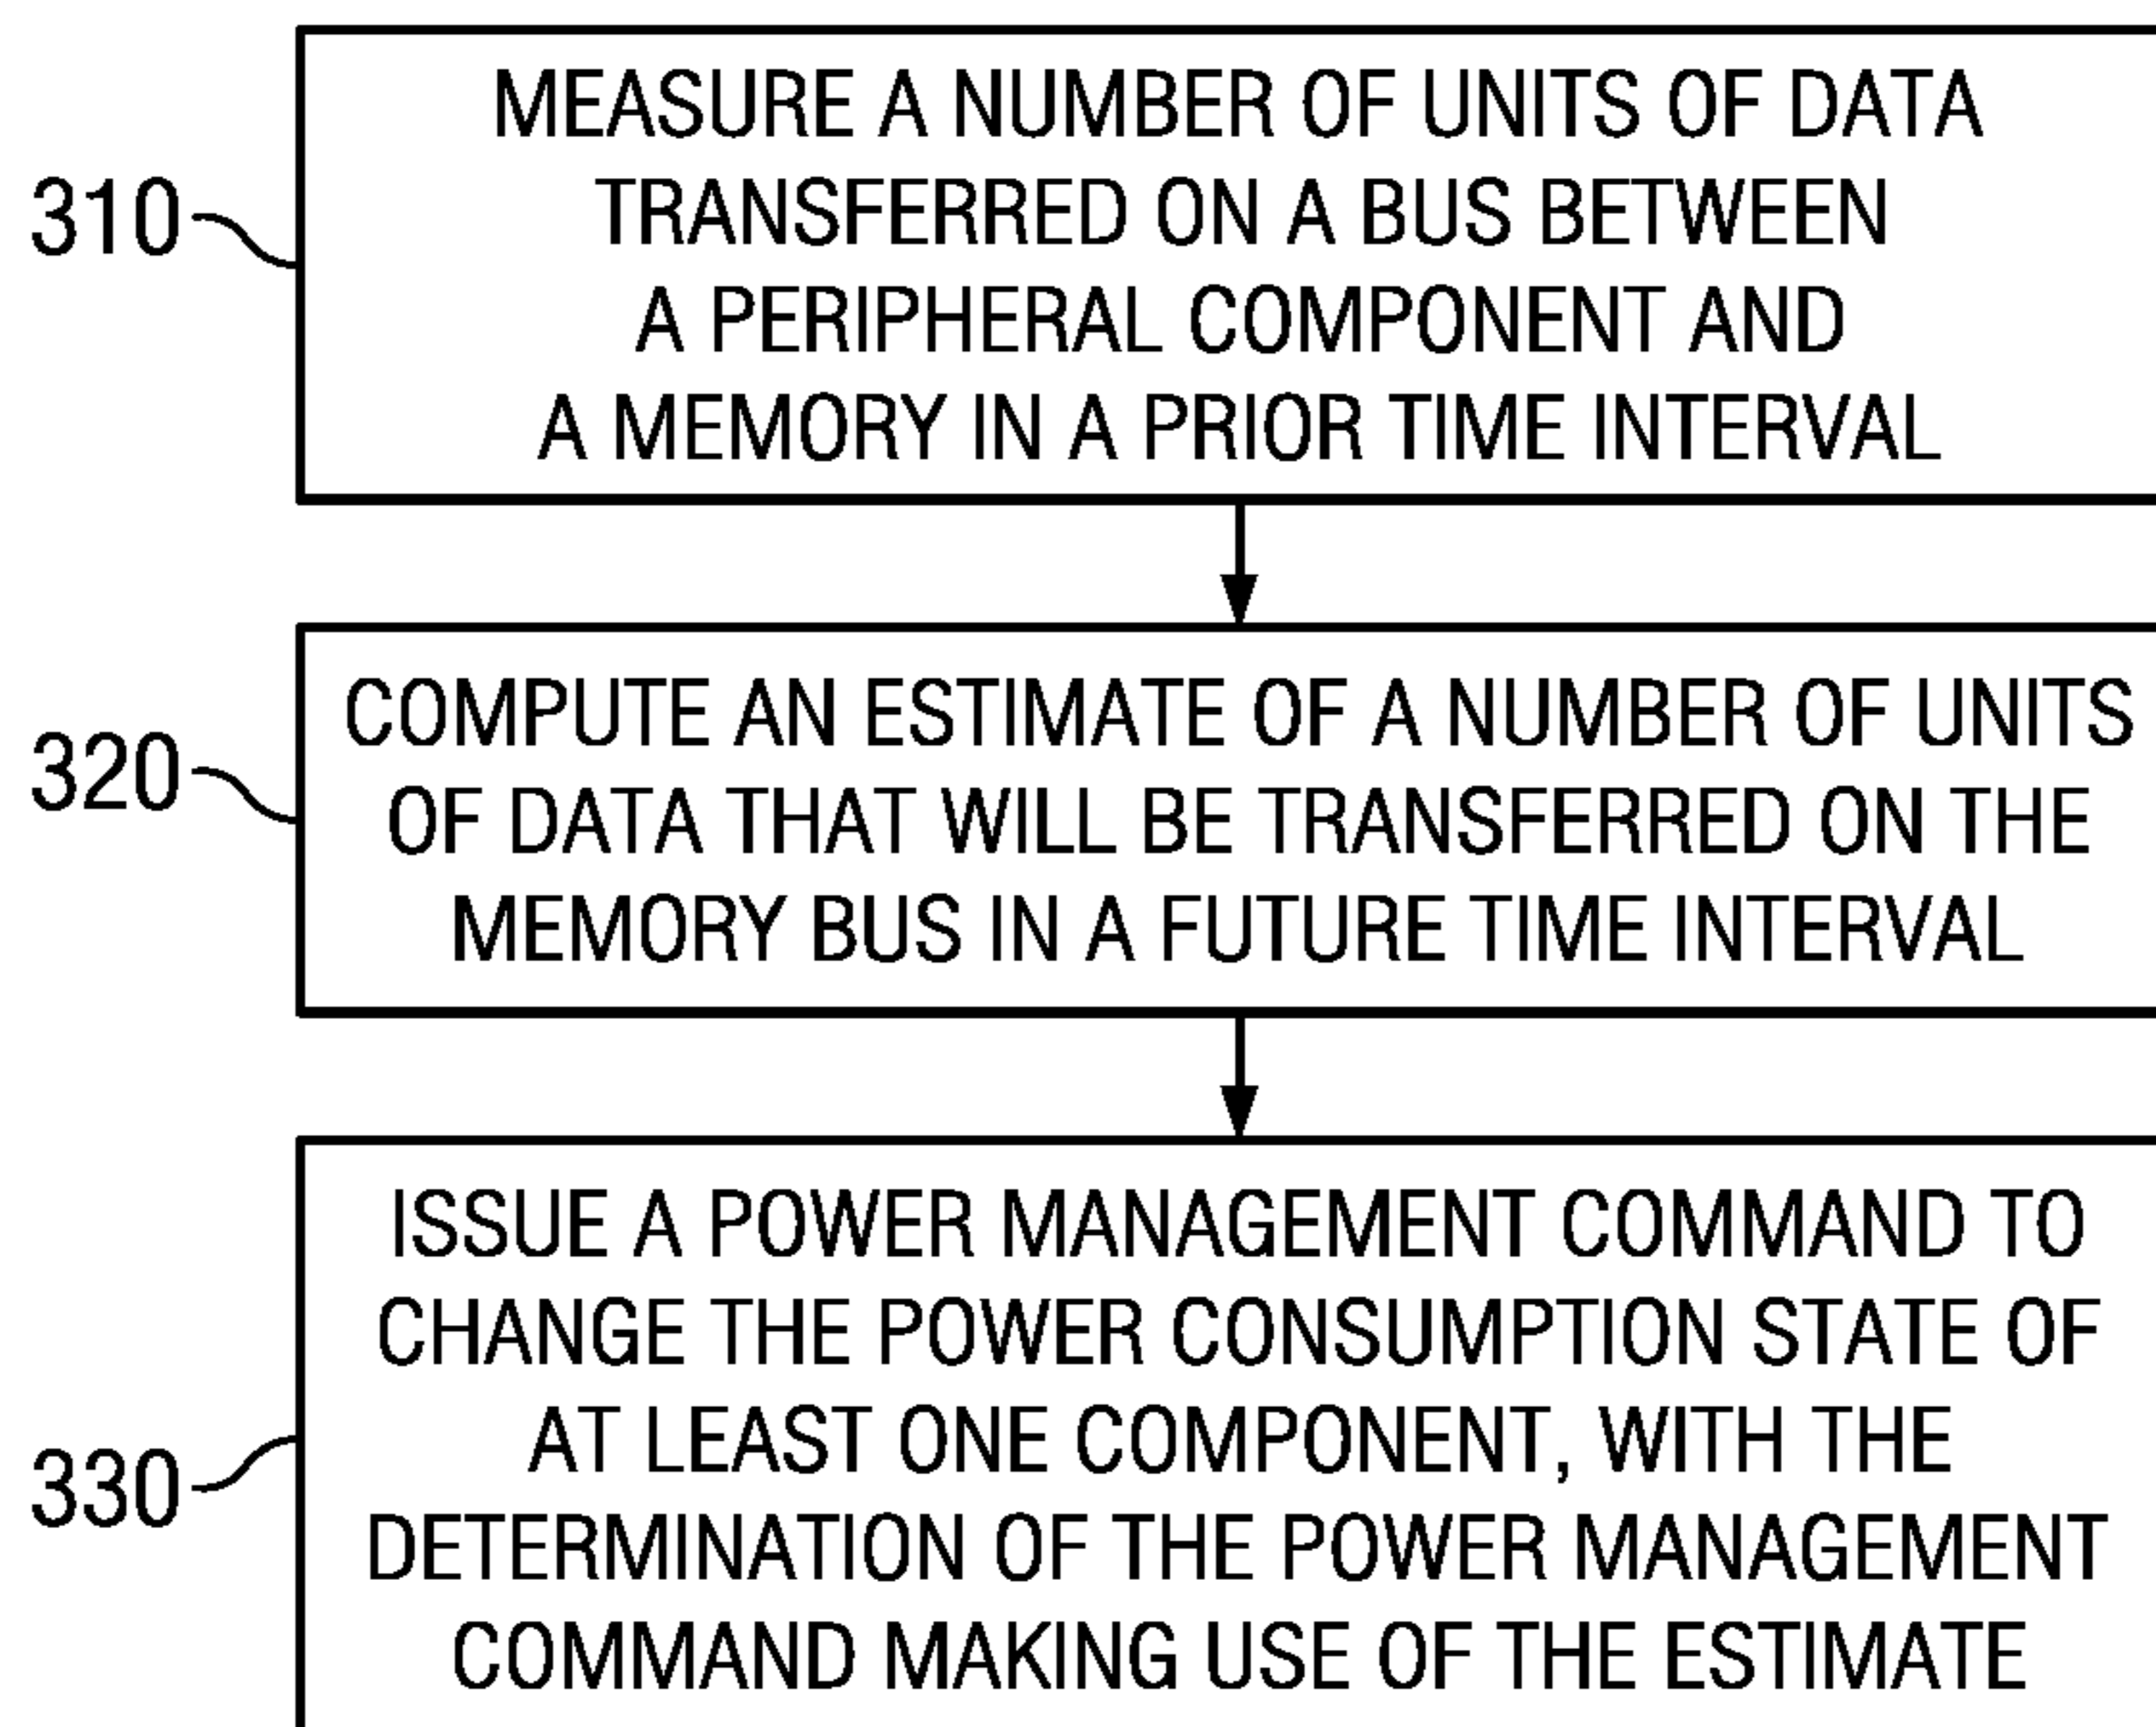 310
MEASURE A NUMBER OF UNITS OF DATA
TRANSFERRED ON A BUS BETWEEN
A PERIPHERAL COMPONENT AND
A MEMORY IN A PRIOR TIME INTERVAL
320
COMPUTE AN ESTIMATE OF A NUMBER OF UNITS
OF DATA THAT WILL BE TRANSFERRED ON THE
MEMORY BUS IN A FUTURE TIME INTERVAL
330
ISSUE A POWER MANAGEMENT COMMAND TO
CHANGE THE POWER CONSUMPTION STATE OF
AT LEAST ONE COMPONENT, WITH THE
DETERMINATION OF THE POWER MANAGEMENT
COMMAND MAKING USE OF THE ESTIMATE